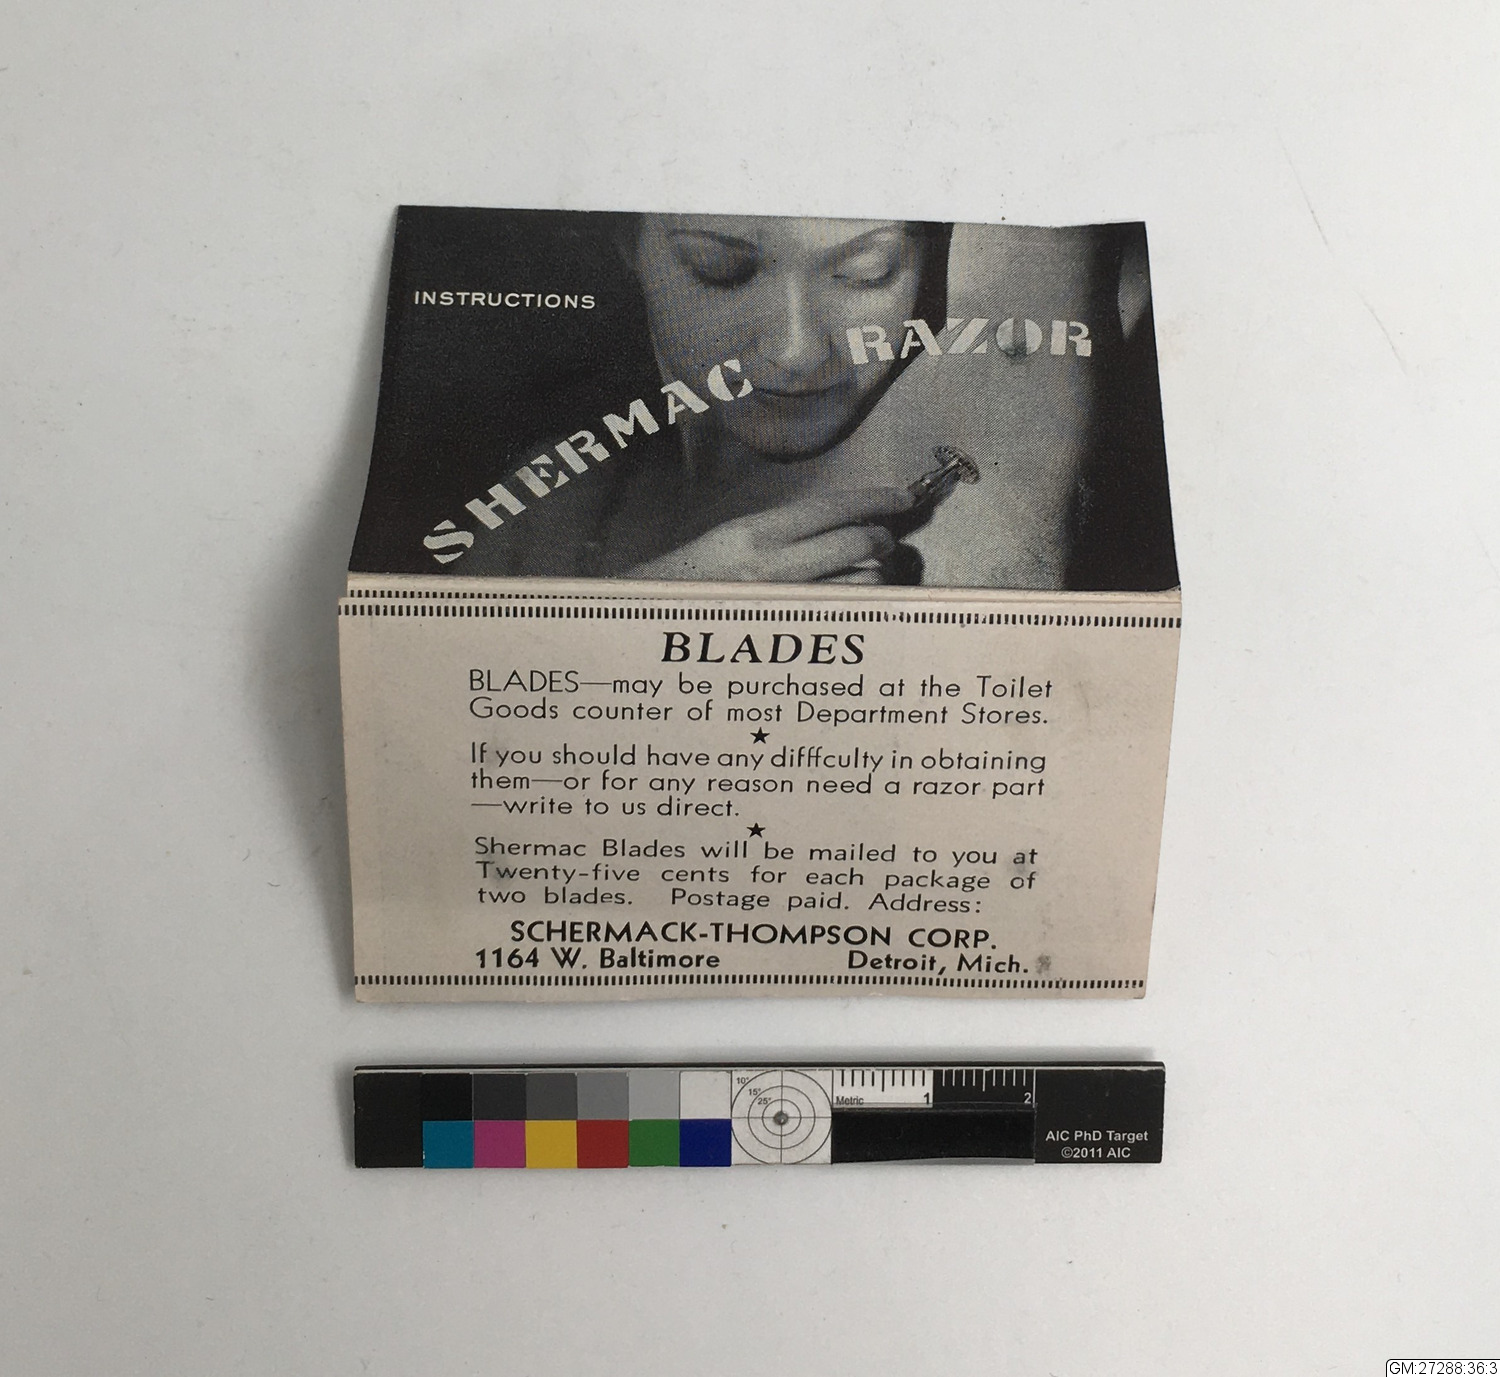 INSTRUCTIONS
SHERMAC RAZOR
BLADES
BLADES—may be purchased at the Toilet
Goods counter of most Department Stores.
★
If you should have any difffculty in obtaining
them—or for any reason need a razor part
—write to us direct.
★
Shermac Blades will be mailed to you at
Twenty-five cents for each package of
two blades. Postage paid. Address:
SCHERMACK-THOMPSON CORP.
1164 W. Baltimore Detroit, Mich.
10°
15°
25°
Metric 1 2
AIC PhD Target
©2011 AIC
GM:27288:36:3